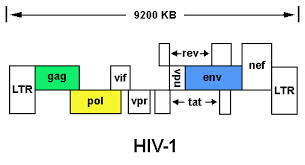 9200 KB
rev
nef
gag
vif
vpu
env
LTR
LTR
pol
vpr
tat
HIV-1